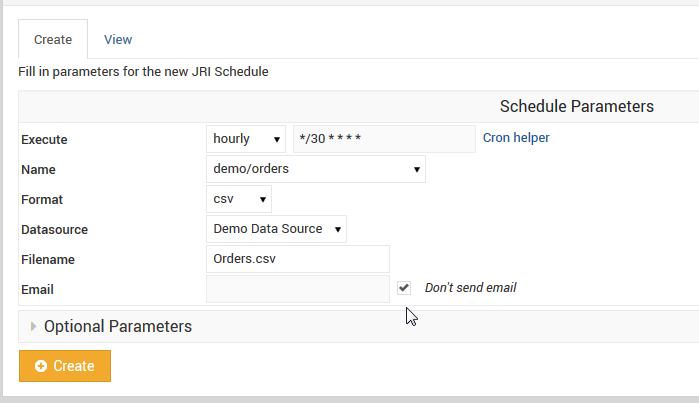 Create View
Fill in parameters for the new JRI Schedule
Schedule Parameters
Execute hourly */30 * * * * Cron helper
Name demo/orders
Format csv
Datasource Demo Data Source
Filename Orders.csv
Email Don't send email
Optional Parameters
Create